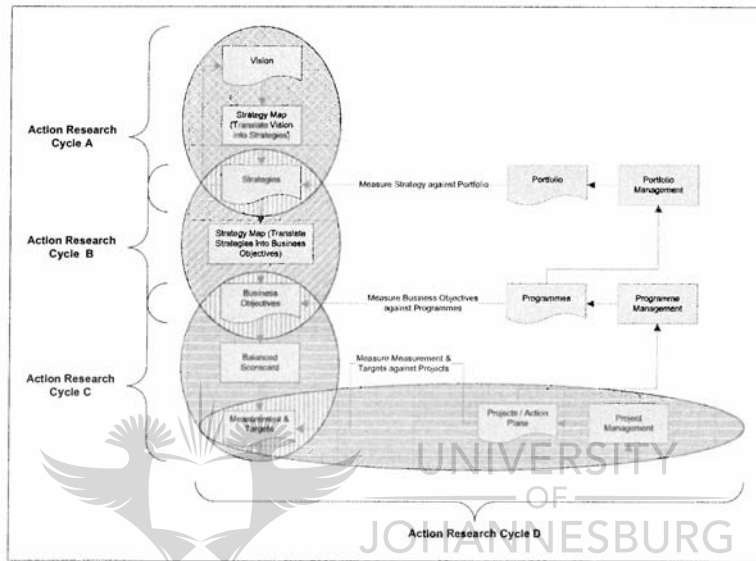 Vision
Action Research
Cycle A
Strategy Map
(Translate Vision
into Strategies)
Strategies
Measure Strategy against Portfolio
Portfolio
Portfolio
Management
Action Research
Cycle B
Strategy Map (Translate
Strategies Into Business
Objectives)
Business
Objectives
Measure Business Objectives
against Programmes
Programmes
Programme
Management
Action Research
Cycle C
Balanced
Scorecard
Measure Measurement &
Targets against Projects
Measurement &
Targets
Projects / Action
Plans
Project
Management
UNIVERSITY
OF
JOHANNESBURG
Action Research Cycle D